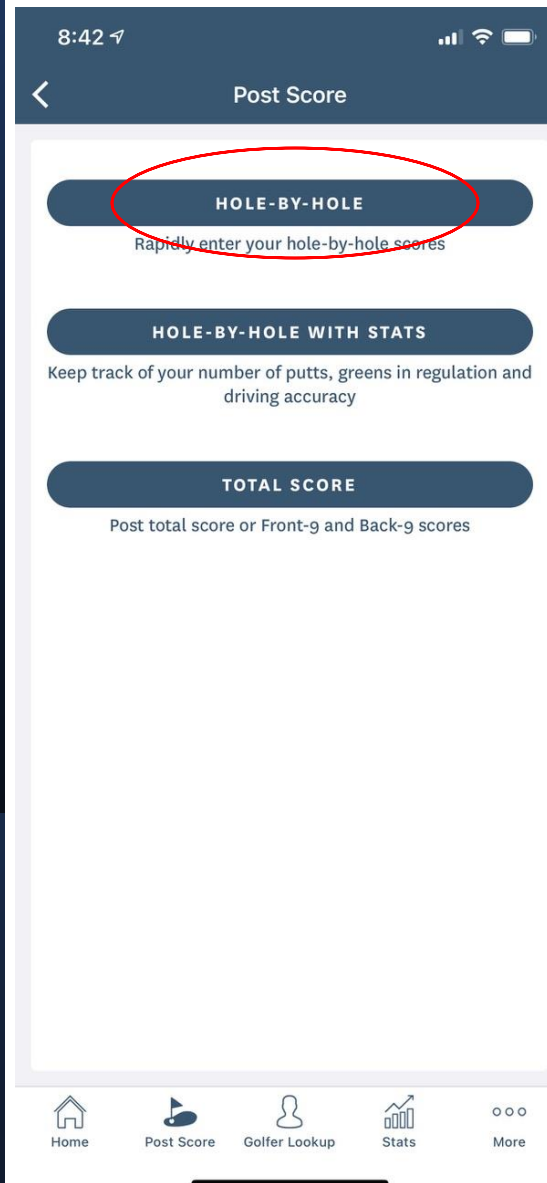 8:42
Post Score
HOLE-BY-HOLE
Rapidly enter your hole-by-hole scores
HOLE-BY-HOLE WITH STATS
Keep track of your number of putts, greens in regulation and
driving accuracy
TOTAL SCORE
Post total score or Front-9 and Back-9 scores
Home
Post Score
Golfer Lookup
Stats
More